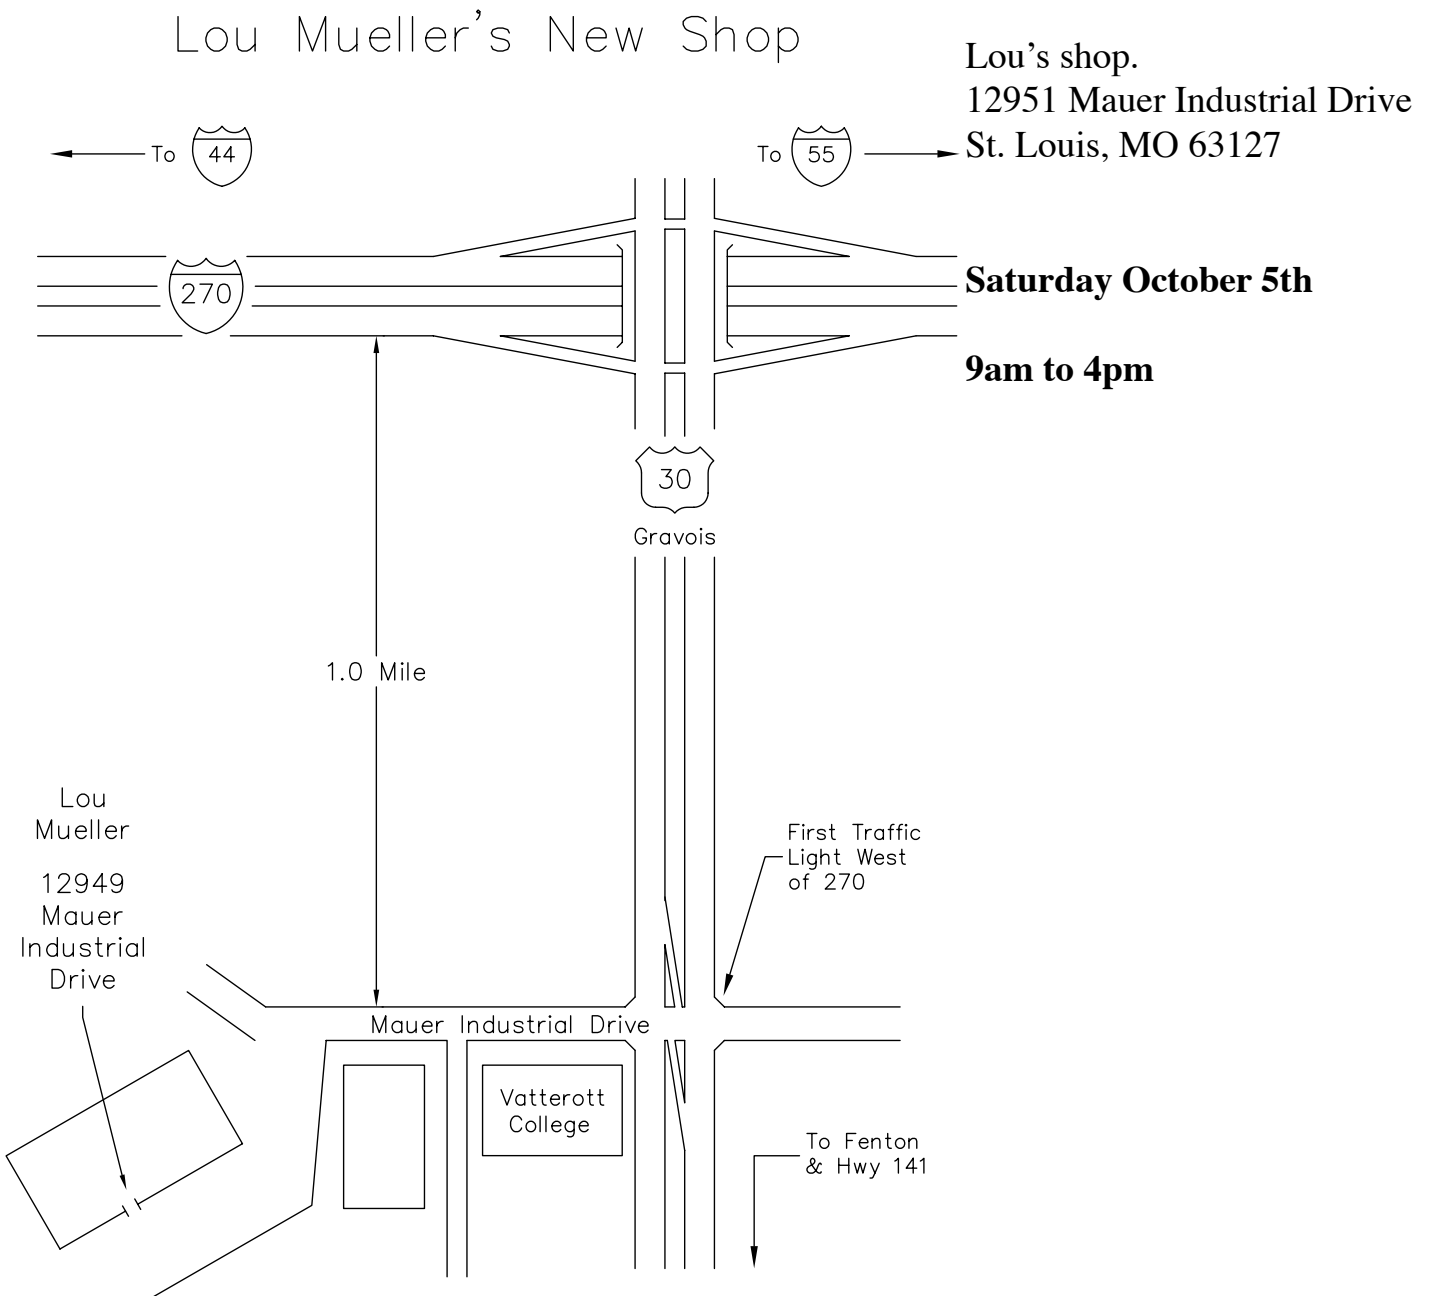 Lou Mueller's New Shop
Lou’s shop.
12951 Mauer Industrial Drive
St. Louis, MO 63127
To 44
To 55
270
Saturday October 5th
9am to 4pm
30
Gravois
1.0 Mile
Lou
Mueller
12949
Mauer
Industrial
Drive
First Traffic
Light West
of 270
Mauer Industrial Drive
Vatterott
College
To Fenton
& Hwy 141